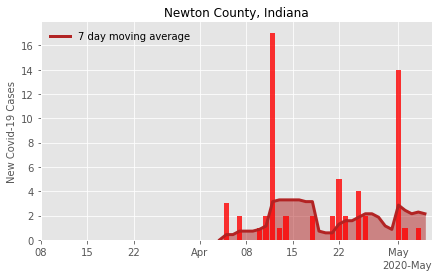 Newton County, Indiana
7 day moving average
New Covid-19 Cases
16
14
12
10
8
6
4
2
0
08 15 22 Apr 08 15 22 May
2020-May